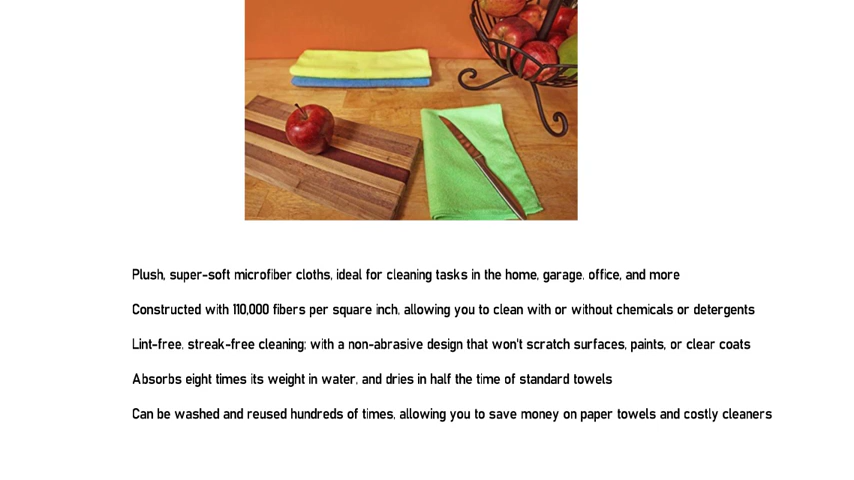 Plush, super-soft microfiber cloths, ideal for cleaning tasks in the home, garage, office, and more
Constructed with 110,000 fibers per square inch, allowing you to clean with or without chemicals or detergents
Lint-free, streak-free cleaning; with a non-abrasive design that won't scratch surfaces, paints, or clear coats
Absorbs eight times its weight in water, and dries in half the time of standard towels
Can be washed and reused hundreds of times, allowing you to save money on paper towels and costly cleaners